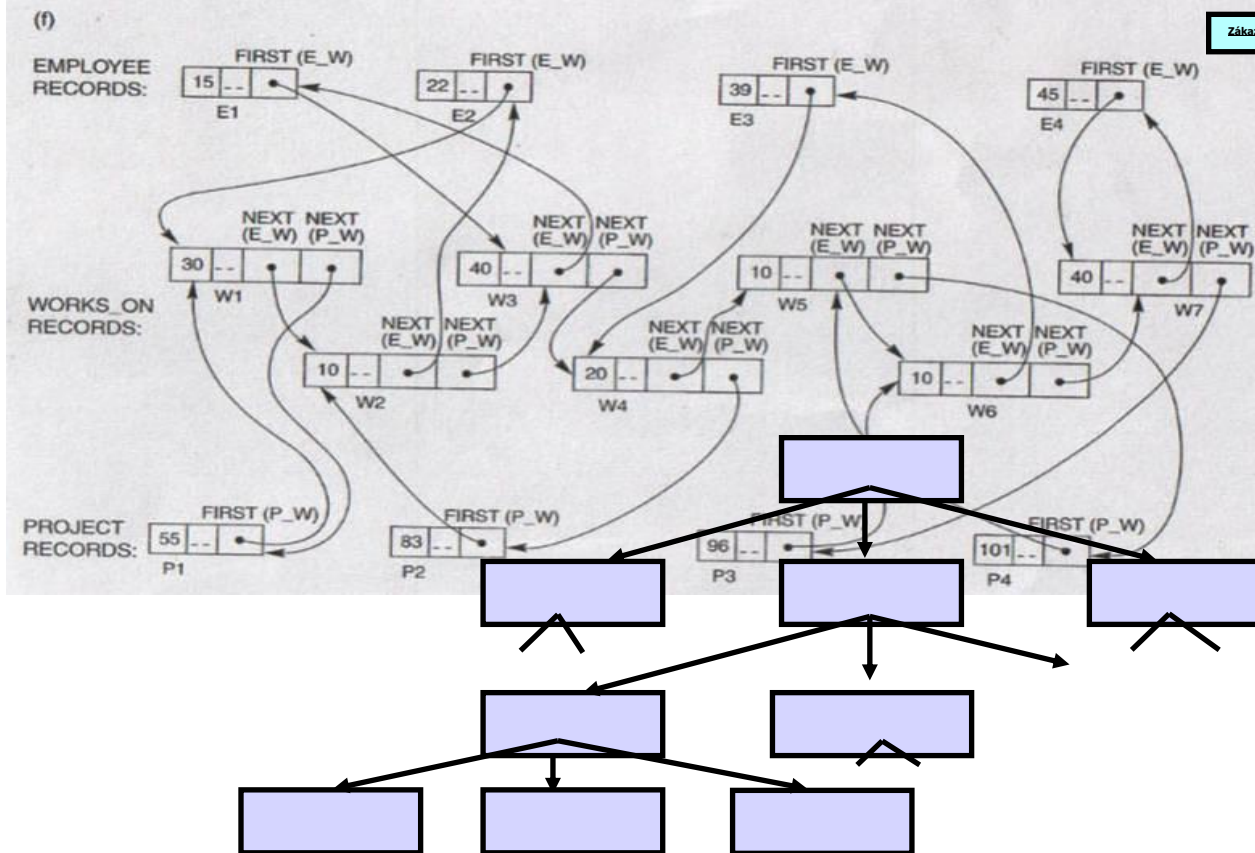 (f)
Zákaz
EMPLOYEE
RECORDS:
FIRST (E_W)
15 - -
E1
FIRST (E_W)
22 - -
E2
FIRST (E_W)
39 - -
E3
FIRST (E_W)
45 - -
E4
WORKS_ON
RECORDS:
NEXT NEXT
(E_W) (P_W)
30 - -
W1
NEXT NEXT
(E_W) (P_W)
10 - -
W2
NEXT NEXT
(E_W) (P_W)
40 - -
W3
NEXT NEXT
(E_W) (P_W)
20 - -
W4
NEXT NEXT
(E_W) (P_W)
10 - -
W5
NEXT NEXT
(E_W) (P_W)
10 - -
W6
NEXT NEXT
(E_W) (P_W)
40 - -
W7
PROJECT
RECORDS:
FIRST (P_W)
55 - -
P1
FIRST (P_W)
83 - -
P2
FIRST (P_W)
96 - -
P3
FIRST (P_W)
101 - -
P4